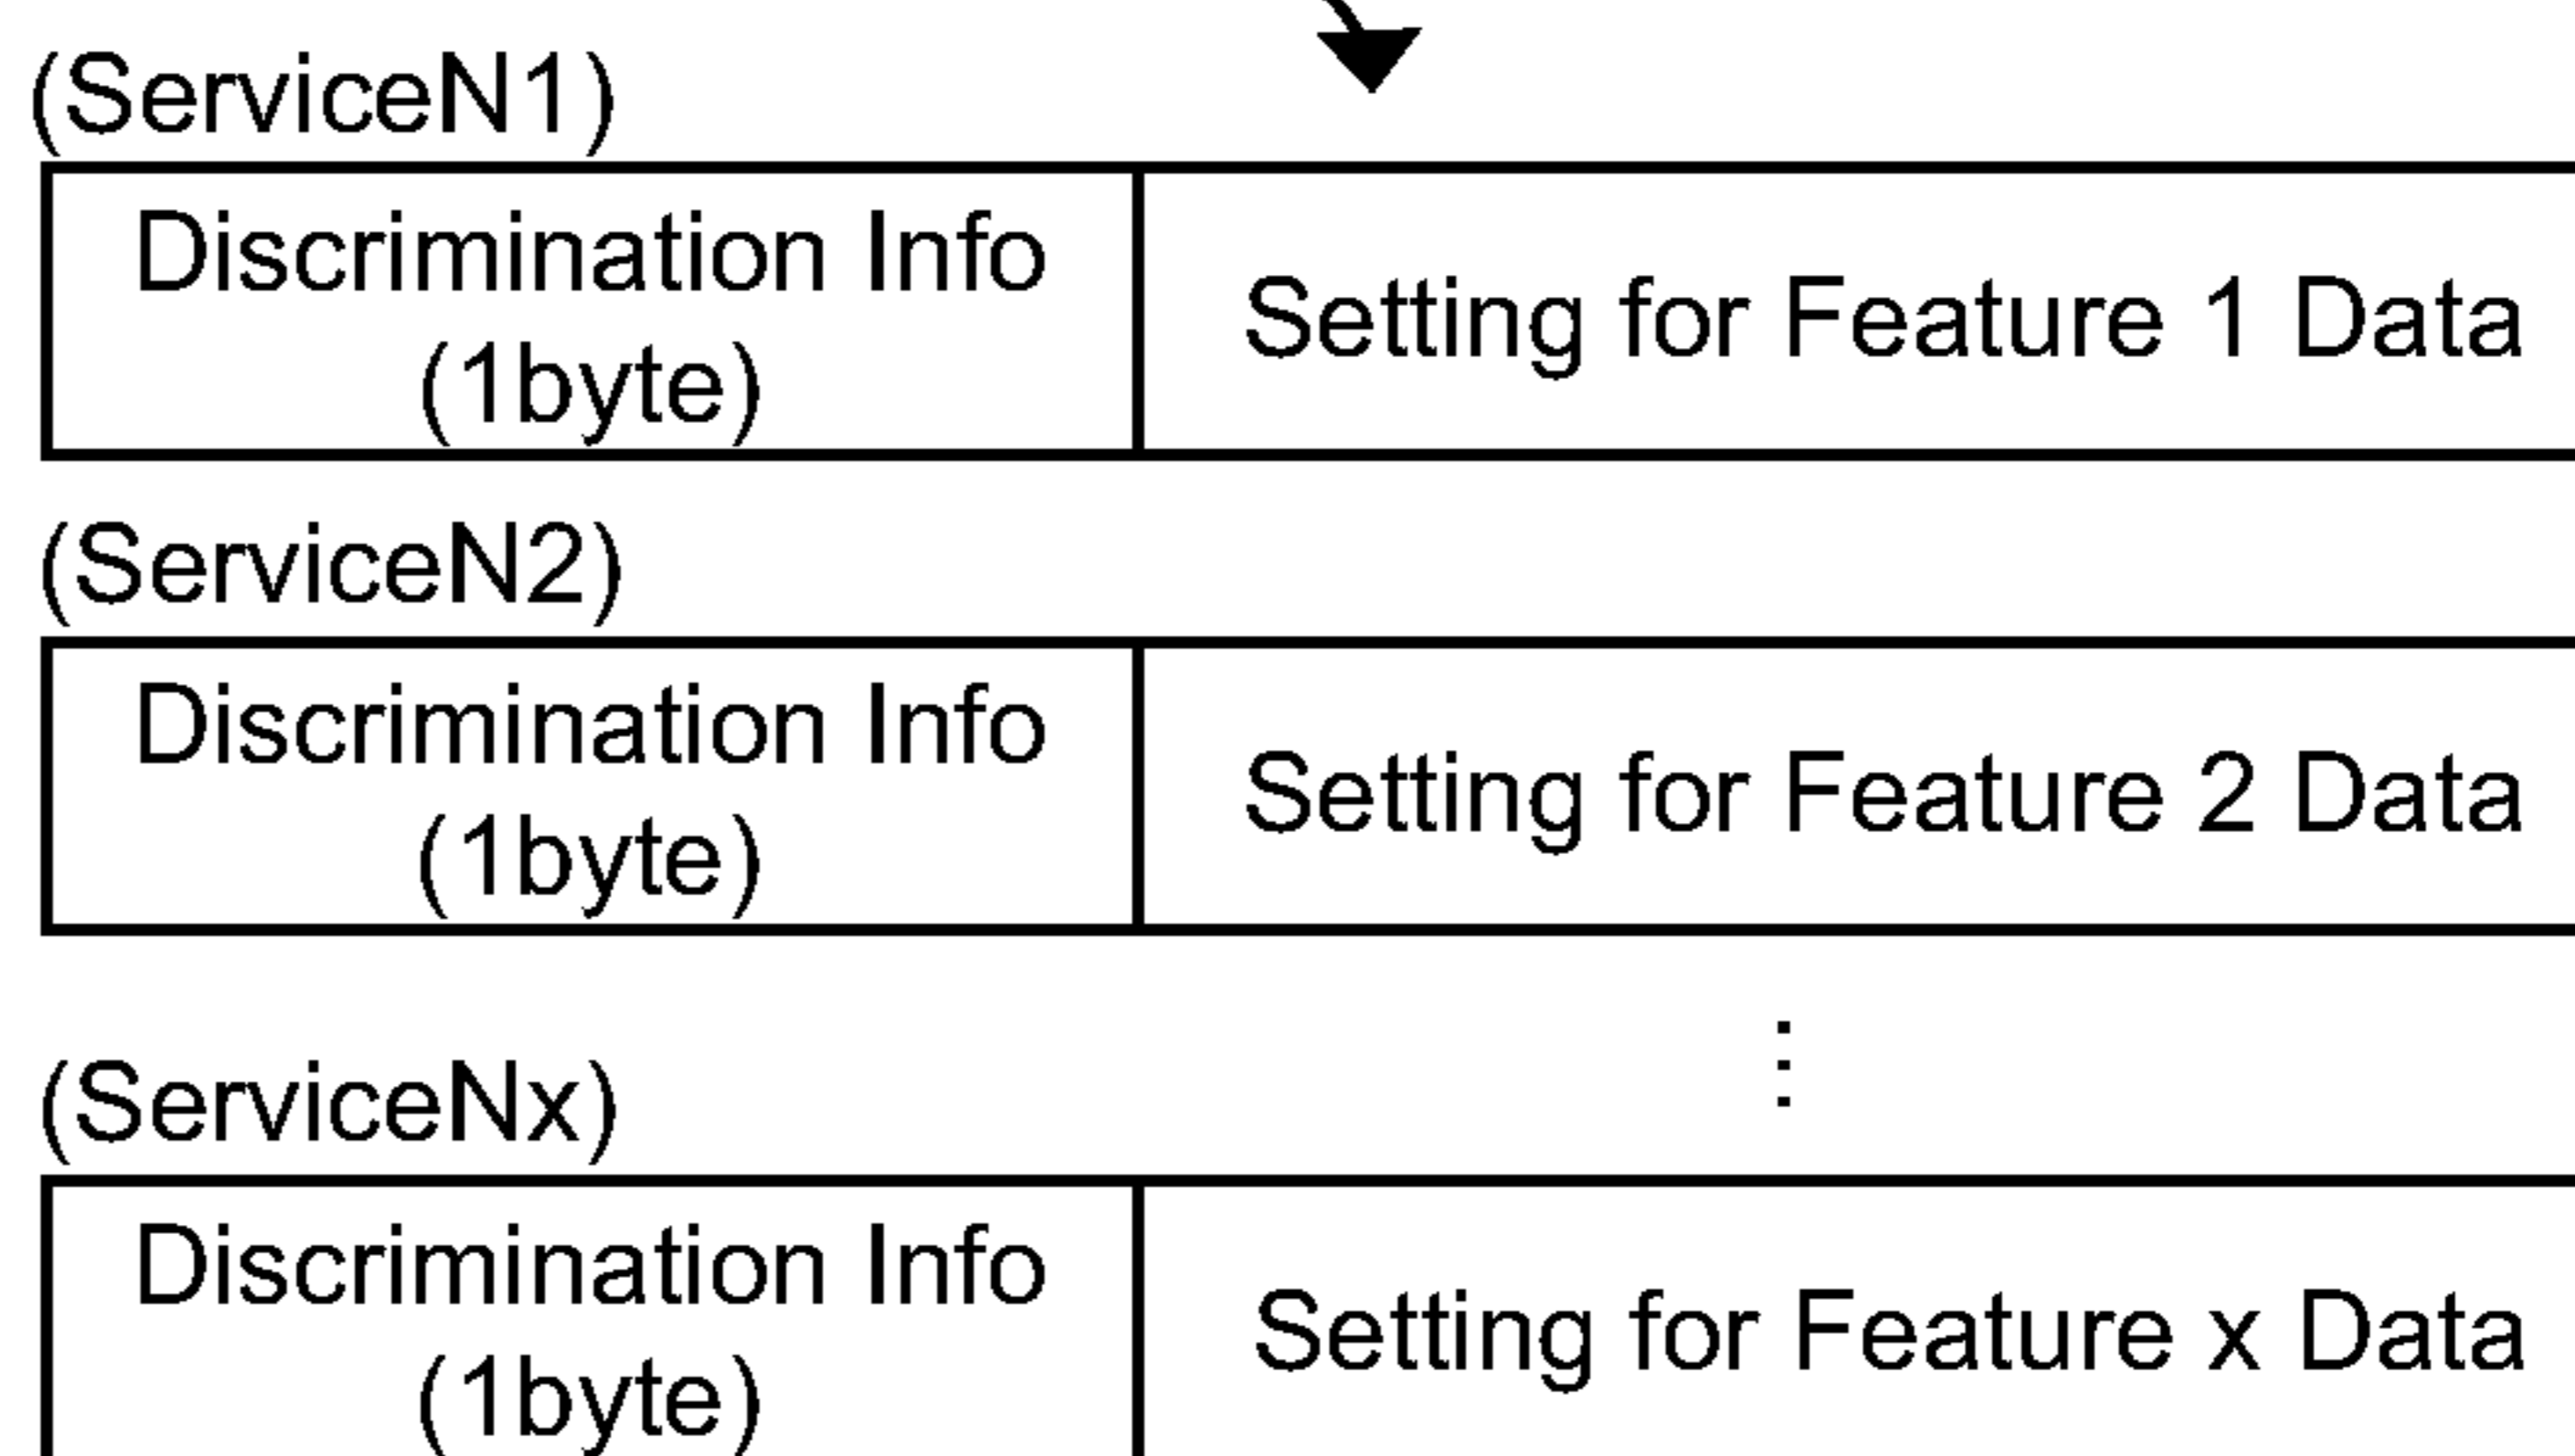 (ServiceN1)
Discrimination Info
(1byte)
Setting for Feature 1 Data
(ServiceN2)
Discrimination Info
(1byte)
Setting for Feature 2 Data
(ServiceNx)
Discrimination Info
(1byte)
Setting for Feature x Data